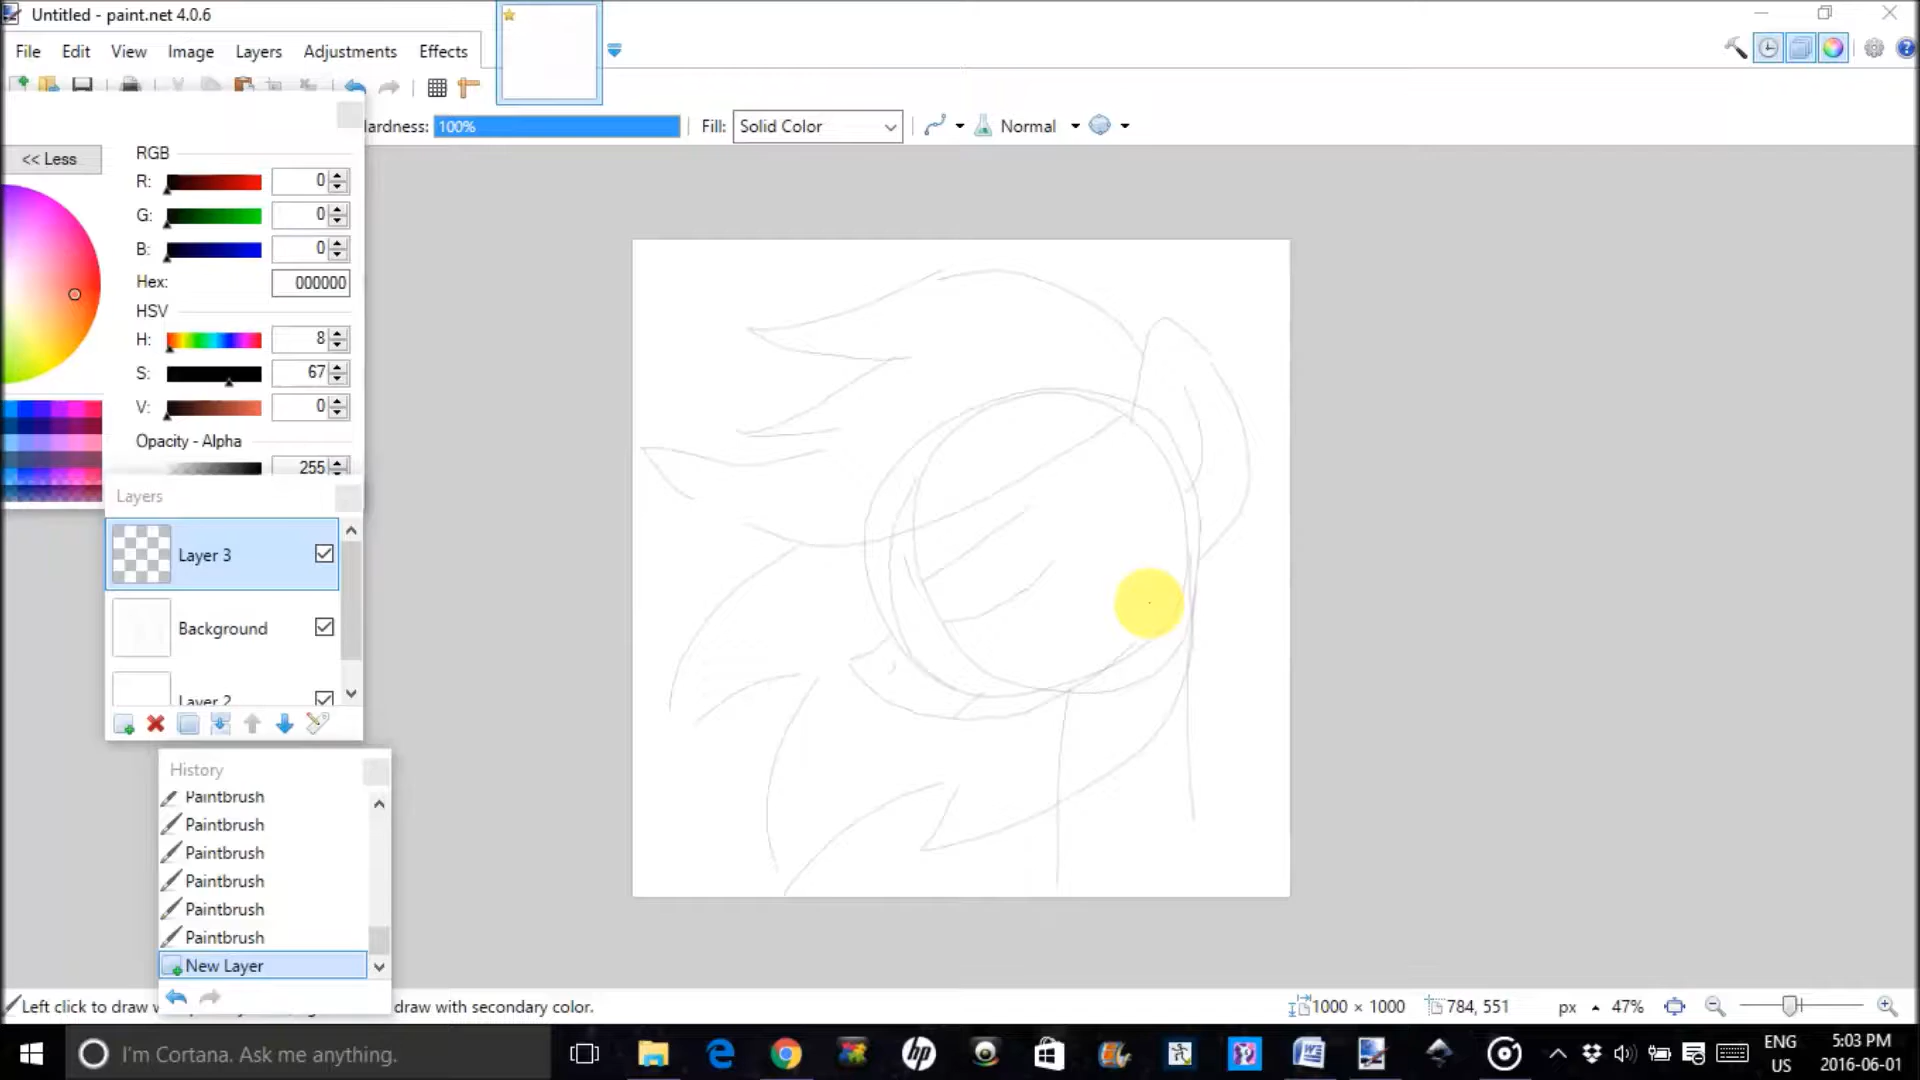 Untitled - paint.net 4.0.6
File Edit View Image Layers Adjustments Effects
Hardness: 100% Fill: Solid Color Normal
<< Less
RGB
R: 0
G: 0
B: 0
Hex: 000000
HSV
H: 8
S: 67
V: 0
Opacity - Alpha
255
Layers
Layer 3
Background
Layer 2
History
Paintbrush
Paintbrush
Paintbrush
Paintbrush
Paintbrush
Paintbrush
New Layer
Left click to draw draw with secondary color.
1000 × 1000 784, 551 px 47%
I'm Cortana. Ask me anything.
ENG
US
5:03 PM
2016-06-01